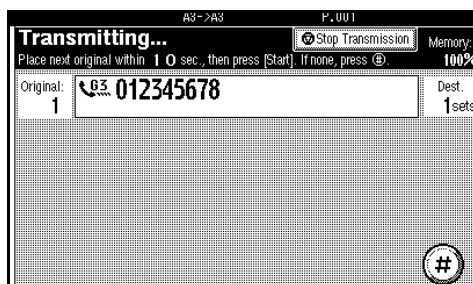 A3->A3 P.001
Transmitting... Stop Transmission Memory:
Place next original within 10 sec., then press [Start]. If none, press #. 100%
Original: G3 012345678 Dest.
1 1sets
#